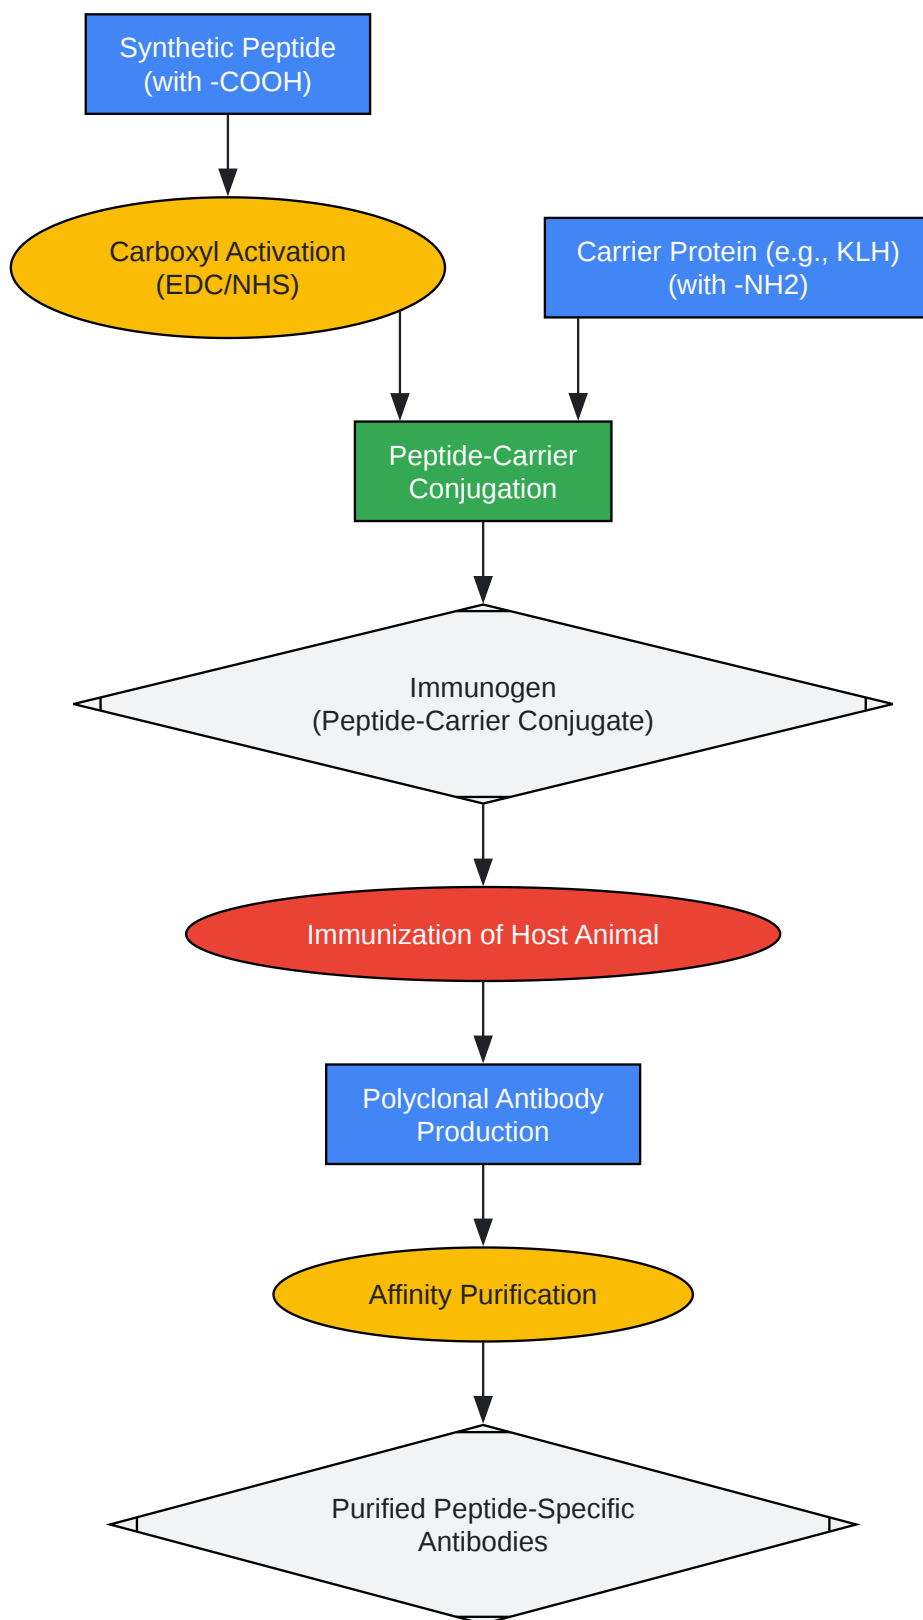 Synthetic Peptide
(with -COOH)
Carboxyl Activation
(EDC/NHS)
Carrier Protein (e.g., KLH)
(with -NH2)
Peptide-Carrier
Conjugation
Immunogen
(Peptide-Carrier Conjugate)
Immunization of Host Animal
Polyclonal Antibody
Production
Affinity Purification
Purified Peptide-Specific
Antibodies